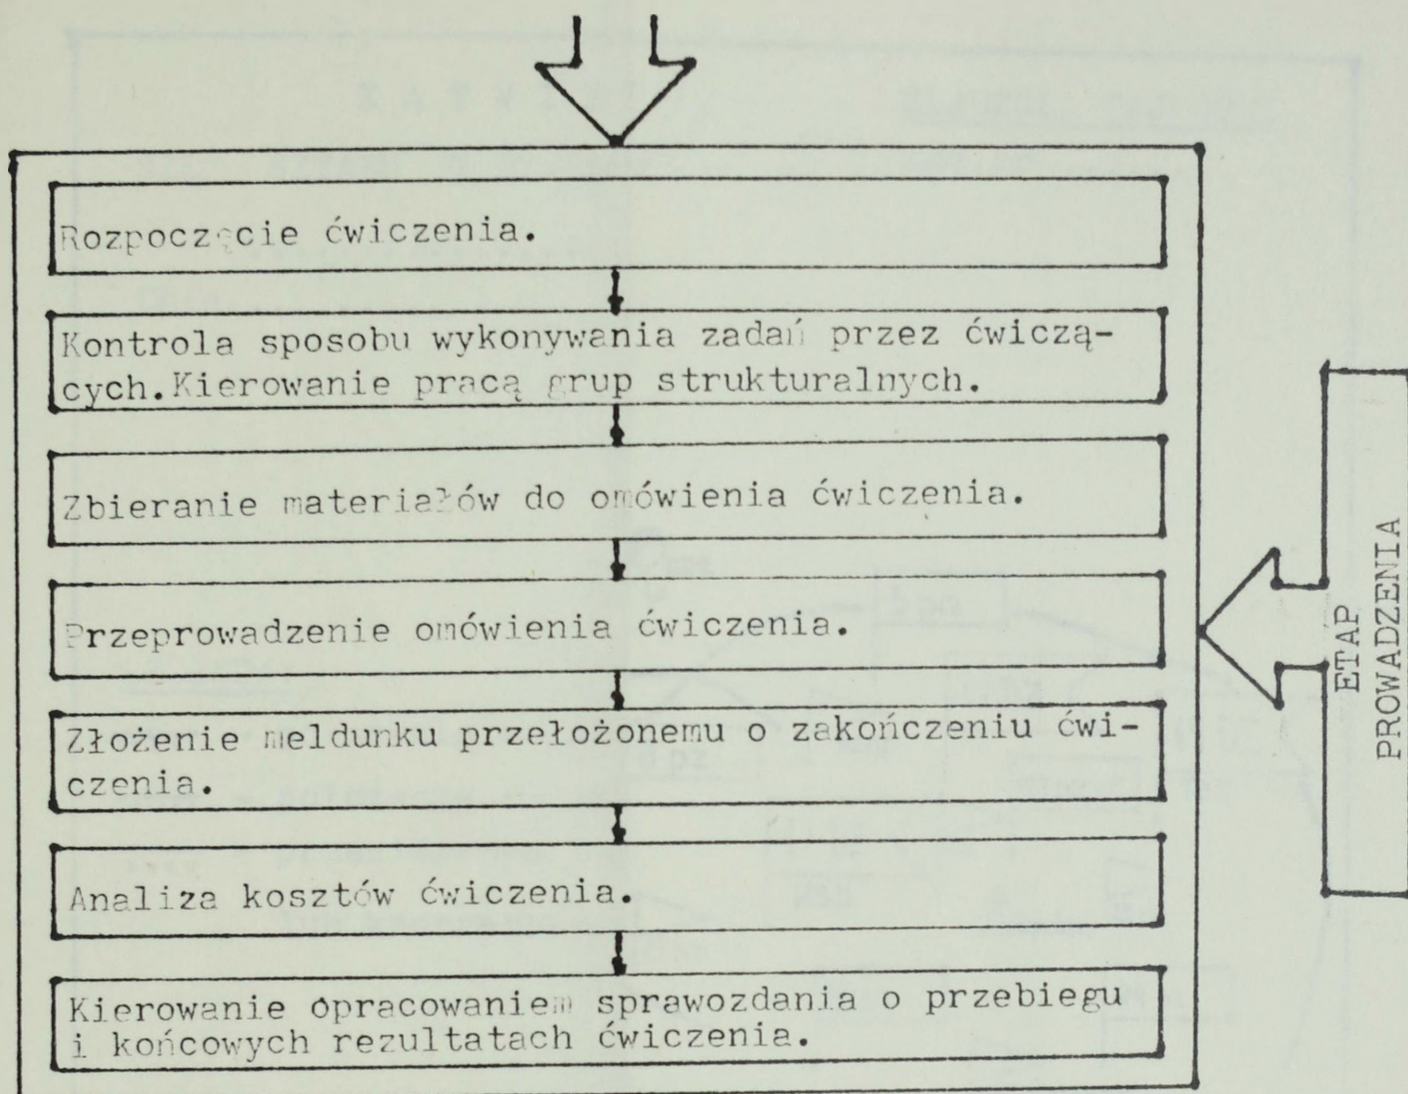 Rozpoczęcie ćwiczenia.
Kontrola sposobu wykonywania zadań przez ćwiczą-
cych.Kierowanie pracą grup strukturalnych.
Zbieranie materiałów do omówienia ćwiczenia.
Przeprowadzenie omówienia ćwiczenia.
Złożenie meldunku przełożonemu o zakończeniu ćwi-
czenia.
Analiza kosztów ćwiczenia.
Kierowanie opracowaniem sprawozdania o przebiegu
i końcowych rezultatach ćwiczenia.
ETAP
PROWADZENIA